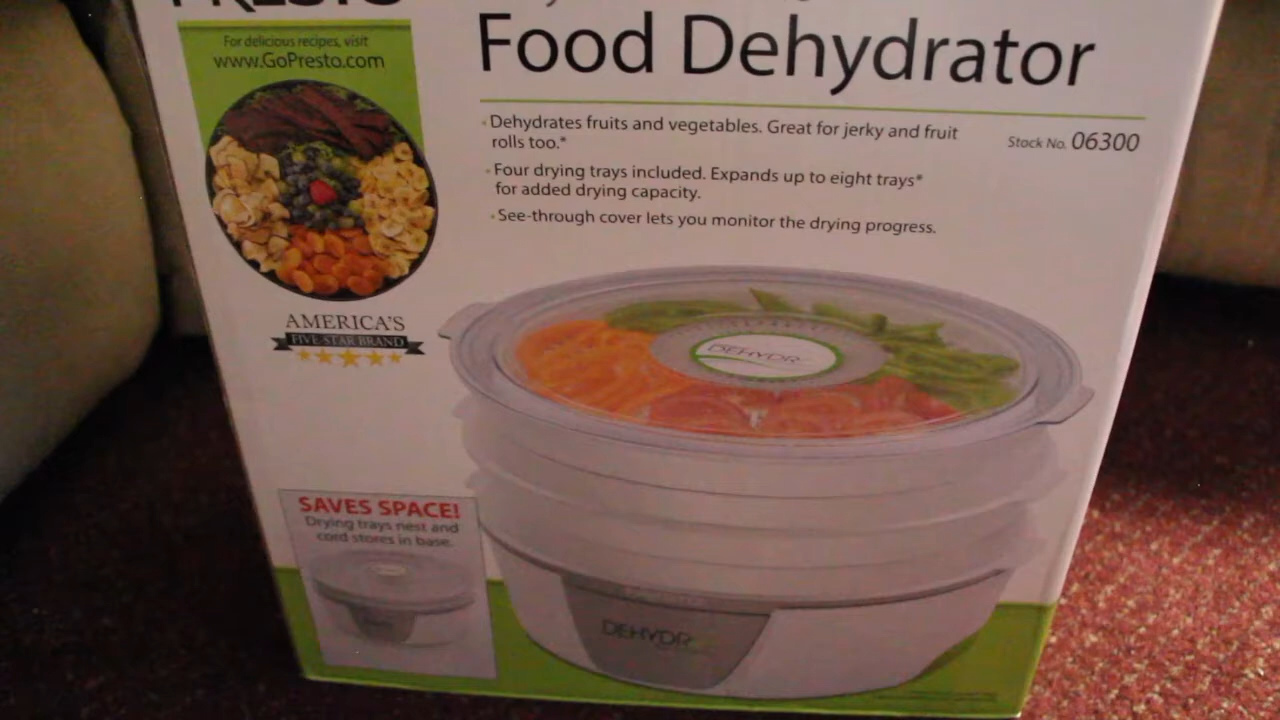 PRESTO
For delicious recipes, visit
www.GoPresto.com
Food Dehydrator
Dehydrates fruits and vegetables. Great for jerky and fruit
rolls too.*
Stock No. 06300
Four drying trays included. Expands up to eight trays*
for added drying capacity.
See-through cover lets you monitor the drying progress.
AMERICA'S
FIVE STAR BRAND
DEHYDR
SAVES SPACE!
Drying trays nest and
cord stores in base.
DEHYDR